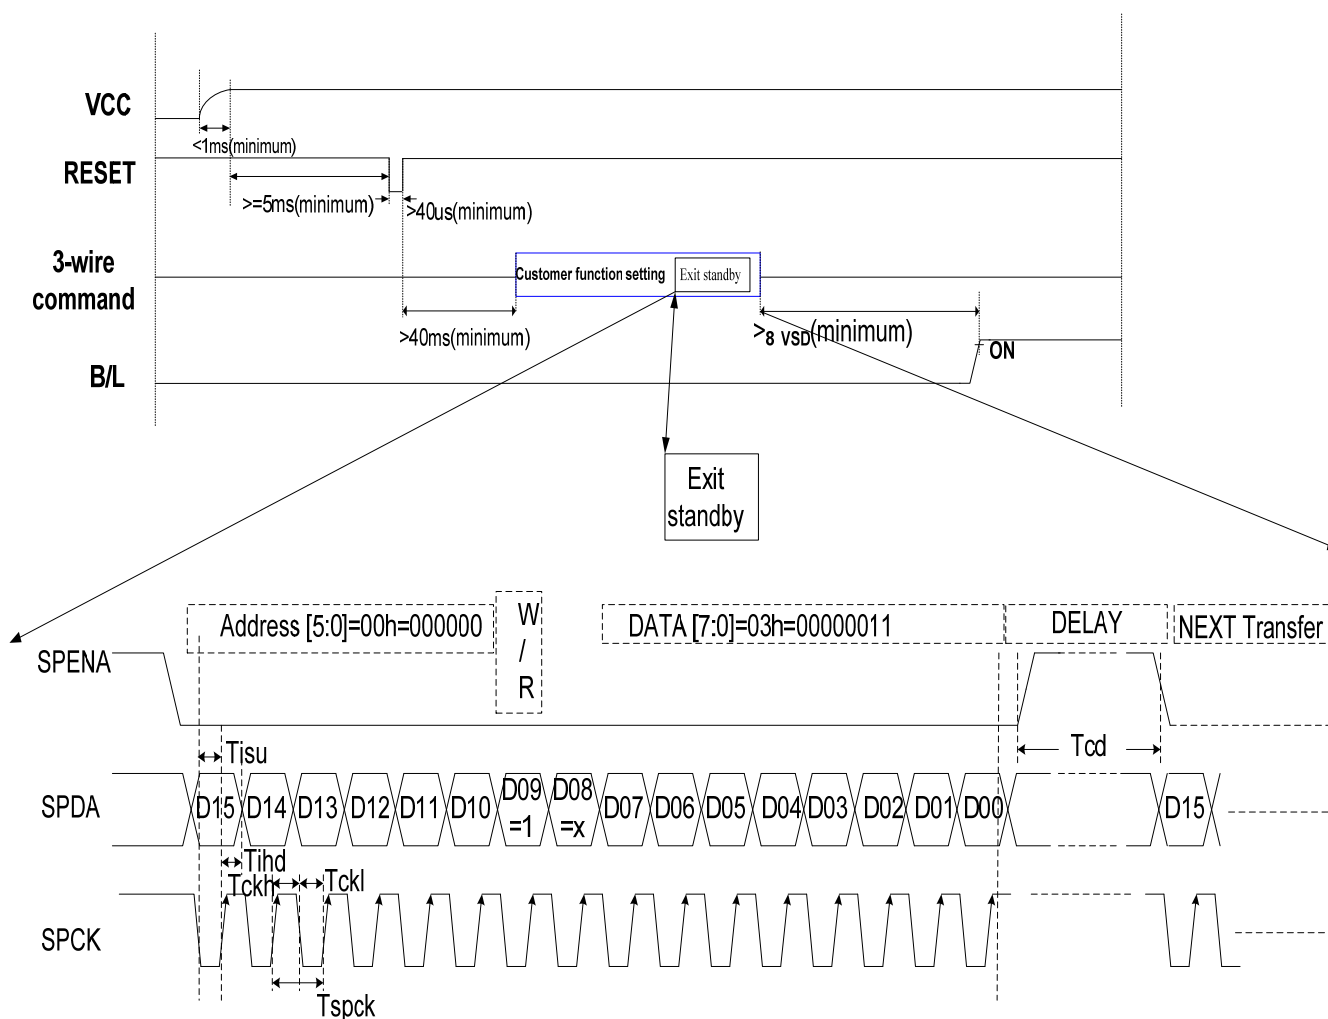 VCC
<1ms(minimum)
RESET
>=5ms(minimum)
>40us(minimum)
3-wire
command
Customer function setting
Exit standby
>40ms(minimum)
>8 VSD(minimum)
ON
B/L
Exit
standby
Address [5:0]=00h=000000
W
/
R
DATA [7:0]=03h=00000011
DELAY
NEXT Transfer
SPENA
Tisu
Tcd
SPDA
D15
D14
D13
D12
D11
D10
D09
=1
D08
=x
D07
D06
D05
D04
D03
D02
D01
D00
D15
Tihd
Tckh
Tckl
SPCK
Tspck